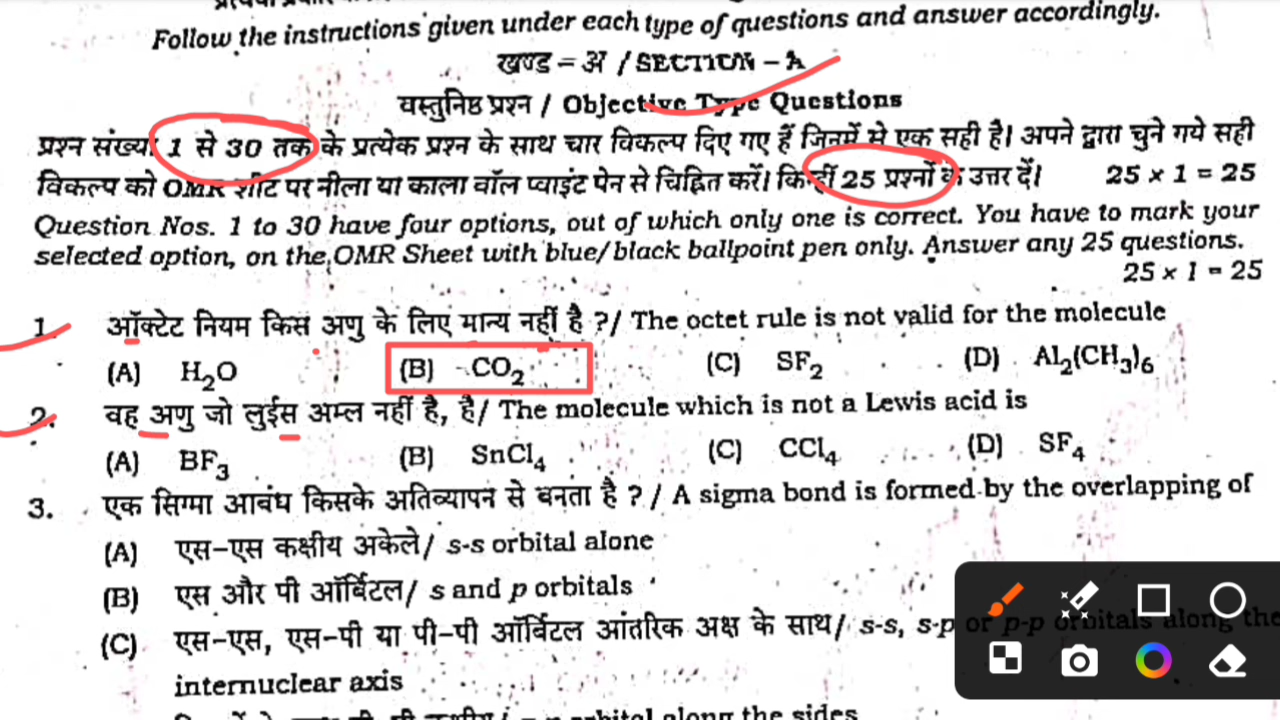 Follow the instructions given under each type of questions and answer accordingly.
खण्ड – अ / SECTION – A
वस्तुनिष्ठ प्रश्न / Objective Type Questions
प्रश्न संख्या 1 से 30 तक के प्रत्येक प्रश्न के साथ चार विकल्प दिए गए हैं जिनमें से एक सही है। अपने द्वारा चुने गये सही
विकल्प को OMR शीट पर नीला या काला वॉल प्वाइंट पेन से चिह्नित करें। किन्हीं 25 प्रश्नों के उत्तर दें। 25 x 1 = 25
Question Nos. 1 to 30 have four options, out of which only one is correct. You have to mark your
selected option, on the OMR Sheet with blue/black ballpoint pen only. Answer any 25 questions.
25 x 1 = 25
1. ऑक्टेट नियम किस अणु के लिए मान्य नहीं है ?/ The octet rule is not valid for the molecule
(A) H₂O (B) CO₂ (C) SF₂ (D) Al₂(CH₃)₆
2. वह अणु जो लुईस अम्ल नहीं है, है/ The molecule which is not a Lewis acid is
(A) BF₃ (B) SnCl₄ (C) CCl₄ (D) SF₄
3. एक सिग्मा आबंध किसके अतिव्यापन से बनता है ? / A sigma bond is formed by the overlapping of
(A) एस-एस कक्षीय अकेले/ s-s orbital alone
(B) एस और पी ऑर्बिटल/ s and p orbitals
(C) एस-एस, एस-पी या पी-पी ऑर्बिटल आंतरिक अक्ष के साथ/ s-s, s-p or p-p orbitals along the
internuclear axis
along the sides